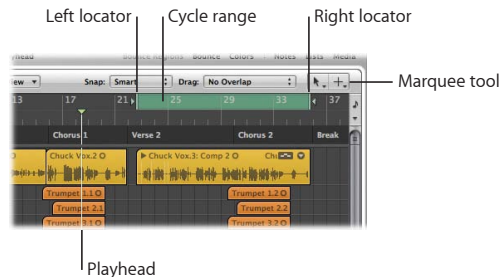 Left locator Cycle range Right locator
Bounce Regions Bounce Colors Notes Lists Media
Snap: Smart Drag: No Overlap
Marquee tool
13 17 21 25 29 33 37
Chorus 1 Verse 2 Chorus 2 Break
Chuck Vox.2 Chuck Vox.3: Comp 2
Trumpet 1.1 Trumpet 1.2
Trumpet 2.1 Trumpet 2.2
Trumpet 3.1 Trumpet 3.2
Playhead